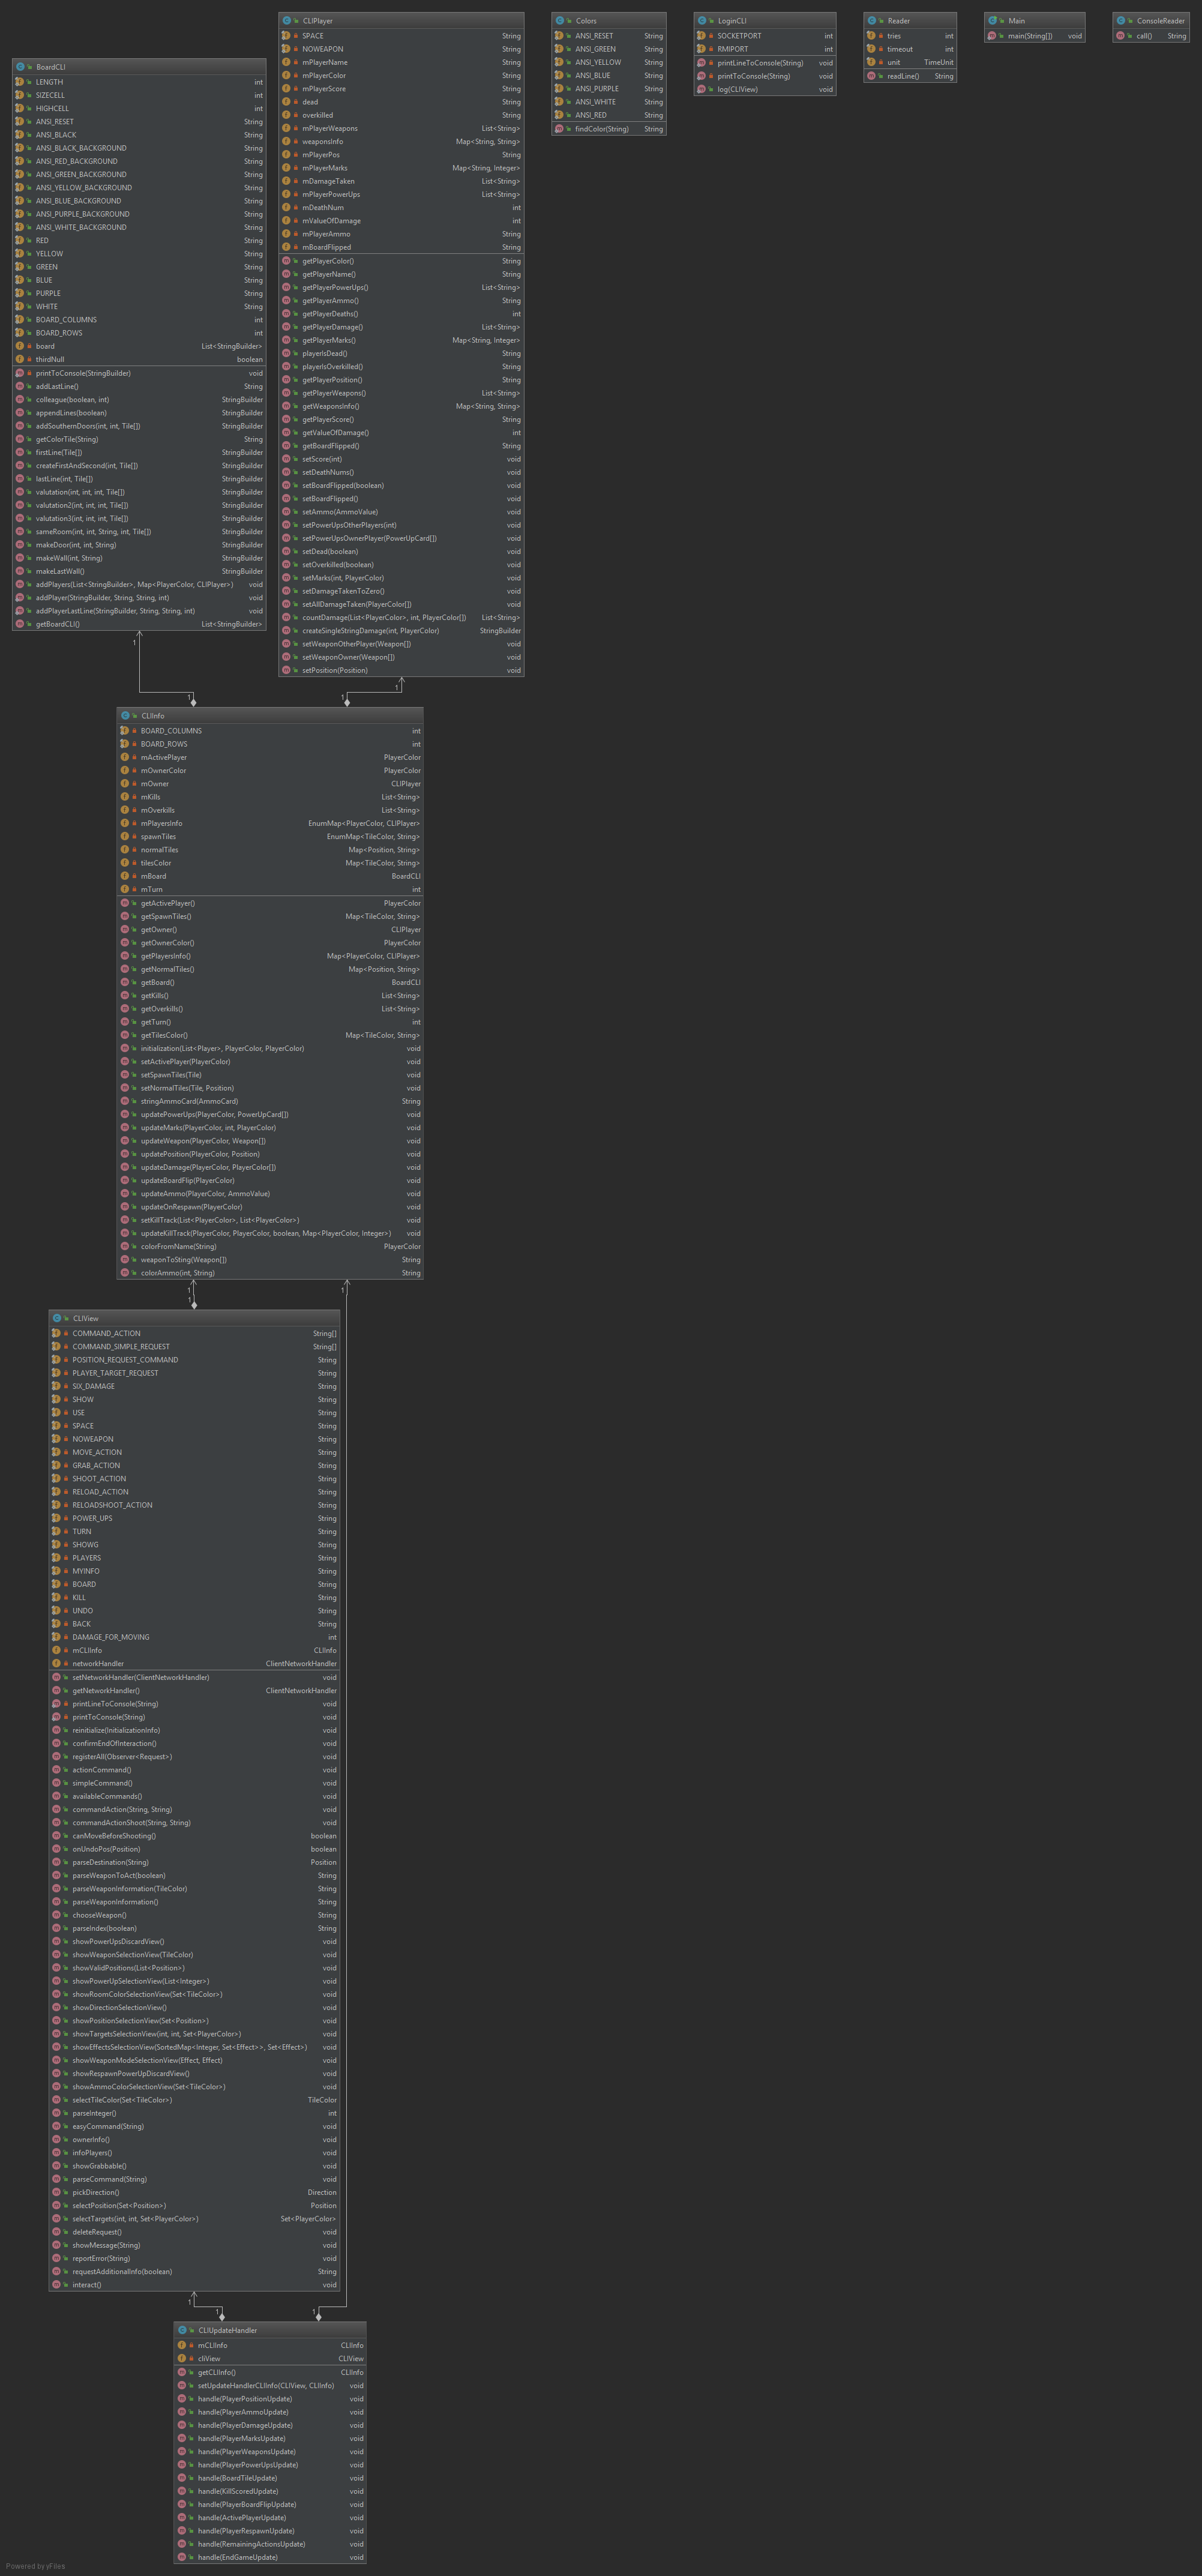 BoardCLI
LENGTH int
SIZECELL int
HIGHCELL int
ANSI_RESET String
ANSI_BLACK String
ANSI_BLACK_BACKGROUND String
ANSI_RED_BACKGROUND String
ANSI_GREEN_BACKGROUND String
ANSI_YELLOW_BACKGROUND String
ANSI_BLUE_BACKGROUND String
ANSI_PURPLE_BACKGROUND String
ANSI_WHITE_BACKGROUND String
RED String
YELLOW String
GREEN String
BLUE String
PURPLE String
WHITE String
BOARD_COLUMNS int
BOARD_ROWS int
board List<StringBuilder>
thirdNull boolean
printToConsole(StringBuilder) void
addLastLine() String
colleague(boolean, int) StringBuilder
appendLines(boolean) StringBuilder
addSouthernDoors(int, int, Tile[]) StringBuilder
getColorTile(String) String
firstLine(Tile[]) StringBuilder
createFirstAndSecond(int, Tile[]) StringBuilder
lastLine(int, Tile[]) StringBuilder
valutation(int, int, int, Tile[]) StringBuilder
valutation2(int, int, int, Tile[]) StringBuilder
valutation3(int, int, int, Tile[]) StringBuilder
sameRoom(int, int, String, int, Tile[]) StringBuilder
makeDoor(int, int, String) StringBuilder
makeWall(int, String) StringBuilder
makeLastWall() StringBuilder
addPlayers(List<StringBuilder>, Map<PlayerColor, CLIPlayer>) void
addPlayer(StringBuilder, String, String, int) void
addPlayerLastLine(StringBuilder, String, String, int) void
getBoardCLI() List<StringBuilder>
CLIPlayer
SPACE String
NOWEAPON String
mPlayerName String
mPlayerColor String
mPlayerScore String
dead String
overkilled String
mPlayerWeapons List<String>
weaponsInfo Map<String, String>
mPlayerPos String
mPlayerMarks Map<String, Integer>
mDamageTaken List<String>
mPlayerPowerUps List<String>
mDeathNum int
mValueOfDamage int
mPlayerAmmo String
mBoardFlipped String
getPlayerColor() String
getPlayerName() String
getPlayerPowerUps() List<String>
getPlayerAmmo() String
getPlayerDeaths() int
getPlayerDamage() List<String>
getPlayerMarks() Map<String, Integer>
playerIsDead() String
playerIsOverkilled() String
getPlayerPosition() String
getPlayerWeapons() List<String>
getWeaponsInfo() Map<String, String>
getPlayerScore() String
getValueOfDamage() int
getBoardFlipped() String
setScore(int) void
setDeathNums() void
setBoardFlipped(boolean) void
setBoardFlipped() void
setAmmo(AmmoValue) void
setPowerUpsOtherPlayers(int) void
setPowerUpsOwnerPlayer(PowerUpCard[]) void
setDead(boolean) void
setOverkilled(boolean) void
setMarks(int, PlayerColor) void
setDamageTakenToZero() void
setAllDamageTaken(PlayerColor[]) void
countDamage(List<PlayerColor>, int, PlayerColor[]) List<String>
createSingleStringDamage(int, PlayerColor) StringBuilder
setWeaponOtherPlayer(Weapon[]) void
setWeaponOwner(Weapon[]) void
setPosition(Position) void
Colors
ANSI_RESET String
ANSI_GREEN String
ANSI_YELLOW String
ANSI_BLUE String
ANSI_PURPLE String
ANSI_WHITE String
ANSI_RED String
findColor(String) String
LoginCLI
SOCKETPORT int
RMIPORT int
printLineToConsole(String) void
printToConsole(String) void
log(CLIView) void
Reader
tries int
timeout int
unit TimeUnit
readLine() String
Main
main(String[]) void
ConsoleReader
call() String
1
1
1
1
CLIInfo
BOARD_COLUMNS int
BOARD_ROWS int
mActivePlayer PlayerColor
mOwnerColor PlayerColor
mOwner CLIPlayer
mKills List<String>
mOverkills List<String>
mPlayersInfo EnumMap<PlayerColor, CLIPlayer>
spawnTiles EnumMap<TileColor, String>
normalTiles Map<Position, String>
tilesColor Map<TileColor, String>
mBoard BoardCLI
mTurn int
getActivePlayer() PlayerColor
getSpawnTiles() Map<TileColor, String>
getOwner() CLIPlayer
getOwnerColor() PlayerColor
getPlayersInfo() Map<PlayerColor, CLIPlayer>
getNormalTiles() Map<Position, String>
getBoard() BoardCLI
getKills() List<String>
getOverkills() List<String>
getTurn() int
getTilesColor() Map<TileColor, String>
initialization(List<Player>, PlayerColor, PlayerColor) void
setActivePlayer(PlayerColor) void
setSpawnTiles(Tile) void
setNormalTiles(Tile, Position) void
stringAmmoCard(AmmoCard) String
updatePowerUps(PlayerColor, PowerUpCard[]) void
updateMarks(PlayerColor, int, PlayerColor) void
updateWeapon(PlayerColor, Weapon[]) void
updatePosition(PlayerColor, Position) void
updateDamage(PlayerColor, PlayerColor[]) void
updateBoardFlip(PlayerColor) void
updateAmmo(PlayerColor, AmmoValue) void
updateOnRespawn(PlayerColor) void
setKillTrack(List<PlayerColor>, List<PlayerColor>) void
updateKillTrack(PlayerColor, PlayerColor, boolean, Map<PlayerColor, Integer>) void
colorFromName(String) PlayerColor
weaponToSting(Weapon[]) String
colorAmmo(int, String) String
1
1
1
CLIView
COMMAND_ACTION String[]
COMMAND_SIMPLE_REQUEST String[]
POSITION_REQUEST_COMMAND String
PLAYER_TARGET_REQUEST String
SIX_DAMAGE String
SHOW String
USE String
SPACE String
NOWEAPON String
MOVE_ACTION String
GRAB_ACTION String
SHOOT_ACTION String
RELOAD_ACTION String
RELOADSHOOT_ACTION String
POWER_UPS String
TURN String
SHOWG String
PLAYERS String
MYINFO String
BOARD String
KILL String
UNDO String
BACK String
DAMAGE_FOR_MOVING int
mCLIInfo CLIInfo
networkHandler ClientNetworkHandler
setNetworkHandler(ClientNetworkHandler) void
getNetworkHandler() ClientNetworkHandler
printLineToConsole(String) void
printToConsole(String) void
reinitialize(InitializationInfo) void
confirmEndOfInteraction() void
registerAll(Observer<Request>) void
actionCommand() void
simpleCommand() void
availableCommands() void
commandAction(String, String) void
commandActionShoot(String, String) void
canMoveBeforeShooting() boolean
onUndoPos(Position) boolean
parseDestination(String) Position
parseWeaponToAct(boolean) String
parseWeaponInformation(TileColor) String
parseWeaponInformation() String
chooseWeapon() String
parseIndex(boolean) String
showPowerUpsDiscardView() void
showWeaponSelectionView(TileColor) void
showValidPositions(List<Position>) void
showPowerUpSelectionView(List<Integer>) void
showRoomColorSelectionView(Set<TileColor>) void
showDirectionSelectionView() void
showPositionSelectionView(Set<Position>) void
showTargetsSelectionView(int, int, Set<PlayerColor>) void
showEffectsSelectionView(SortedMap<Integer, Set<Effect>>, Set<Effect>) void
showWeaponModeSelectionView(Effect, Effect) void
showRespawnPowerUpDiscardView() void
showAmmoColorSelectionView(Set<TileColor>) void
selectTileColor(Set<TileColor>) TileColor
parseInteger() int
easyCommand(String) void
ownerInfo() void
infoPlayers() void
showGrabbable() void
parseCommand(String) void
pickDirection() Direction
selectPosition(Set<Position>) Position
selectTargets(int, int, Set<PlayerColor>) Set<PlayerColor>
deleteRequest() void
showMessage(String) void
reportError(String) void
requestAdditionalInfo(boolean) String
interact() void
1
1
1
CLIUpdateHandler
mCLIInfo CLIInfo
cliView CLIView
getCLIInfo() CLIInfo
setUpdateHandlerCLIInfo(CLIView, CLIInfo) void
handle(PlayerPositionUpdate) void
handle(PlayerAmmoUpdate) void
handle(PlayerDamageUpdate) void
handle(PlayerMarksUpdate) void
handle(PlayerWeaponsUpdate) void
handle(PlayerPowerUpsUpdate) void
handle(BoardTileUpdate) void
handle(KillScoredUpdate) void
handle(PlayerBoardFlipUpdate) void
handle(ActivePlayerUpdate) void
handle(PlayerRespawnUpdate) void
handle(RemainingActionsUpdate) void
handle(EndGameUpdate) void
Powered by yFiles